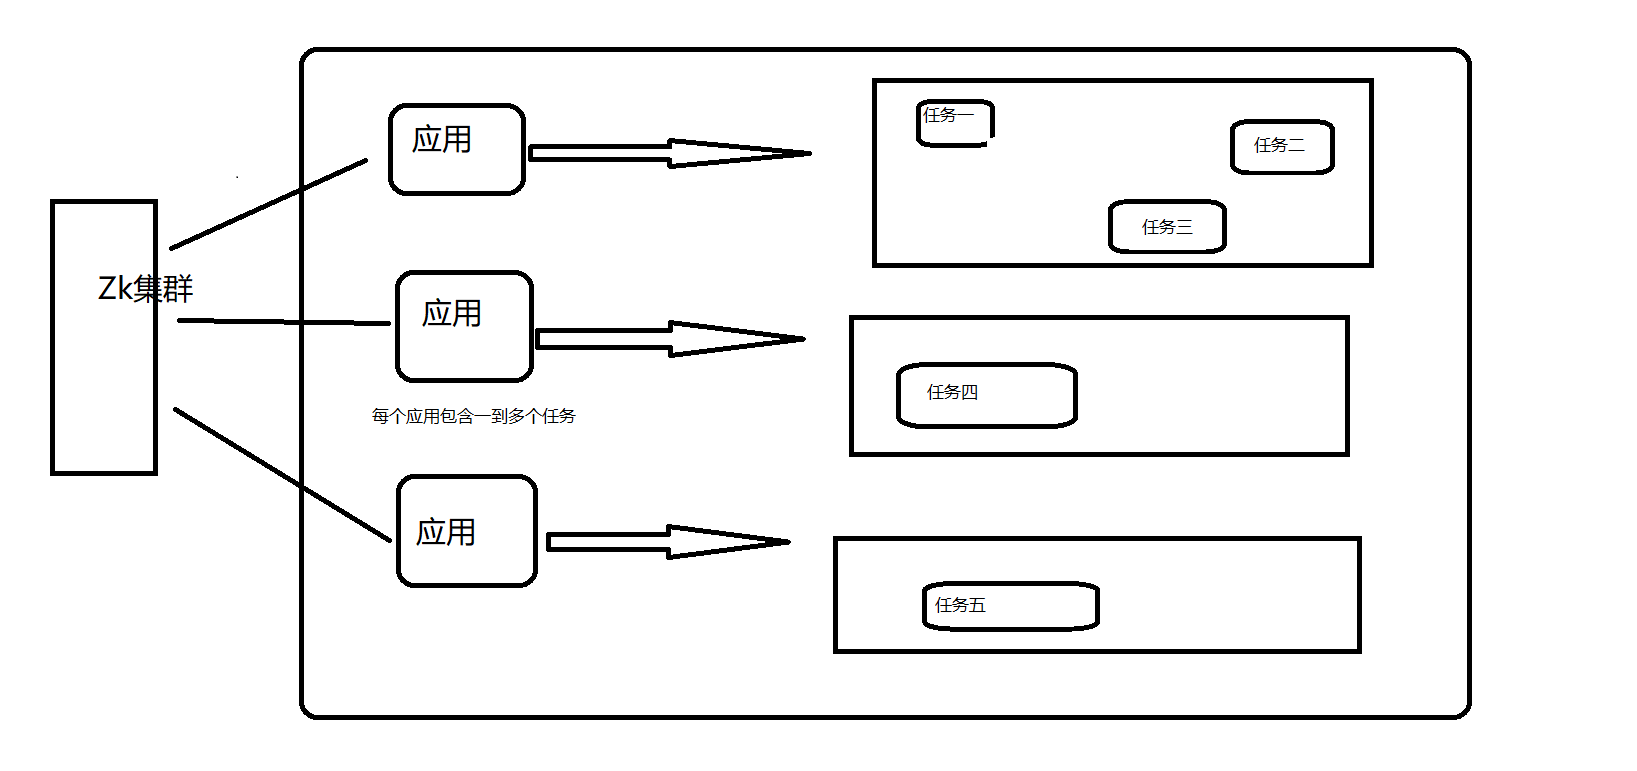 Zk集群
应用
任务一
任务二
任务三
应用
任务四
每个应用包含一到多个任务
应用
任务五